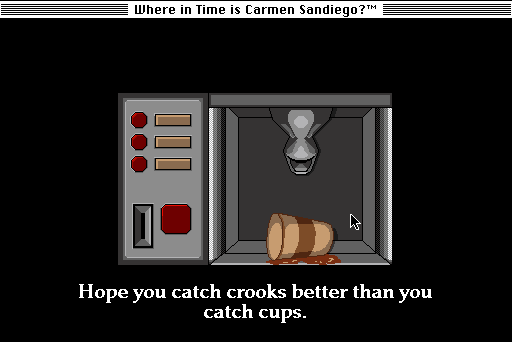 Where in Time is Carmen Sandiego?™
Hope you catch crooks better than you
catch cups.